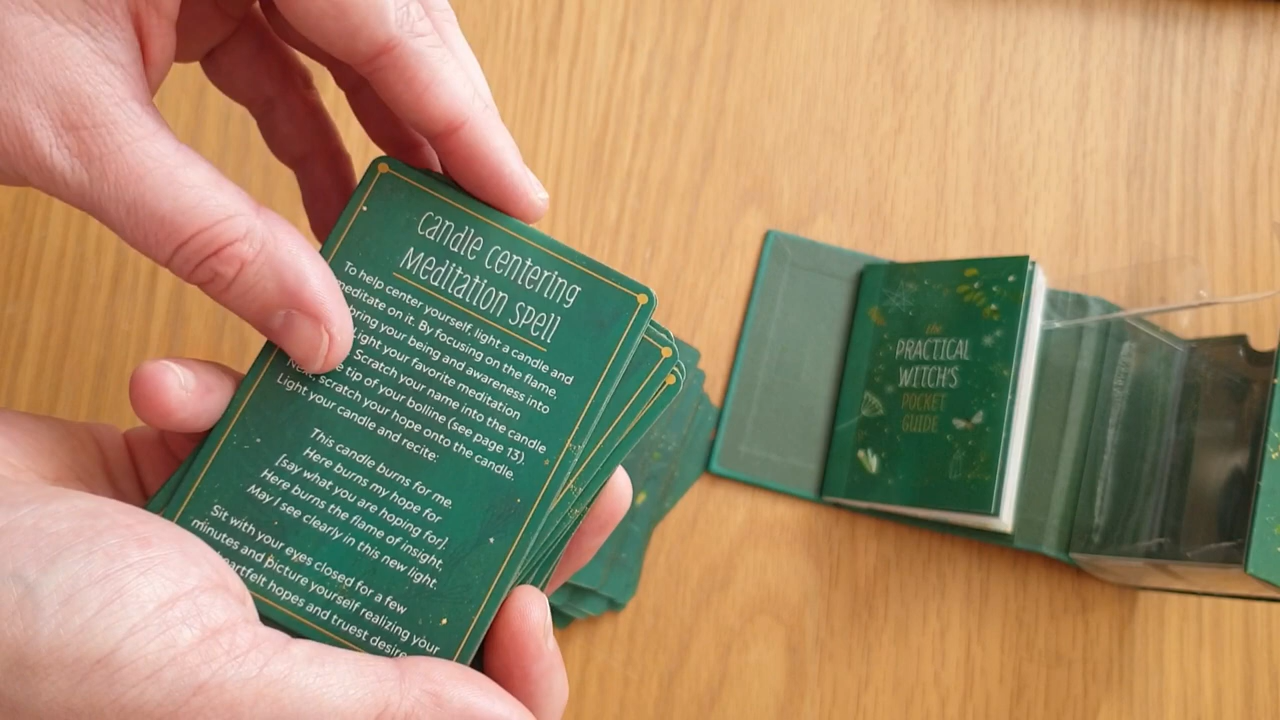 Candle Centering
Meditation Spell
To help center yourself, light a candle and
meditate on it. By focusing on the flame,
bring your being and awareness into
Light your favorite meditation
Scratch your name into the candle
tip of your bolline (see page 13).
Next, scratch your hope onto the candle.
Light your candle and recite:
This candle burns for me.
Here burns my hope for
[say what you are hoping for].
Here burns the flame of insight.
May I see clearly in this new light.
Sit with your eyes closed for a few
minutes and picture yourself realizing your
heartfelt hopes and truest
the
PRACTICAL
WITCH'S
POCKET
GUIDE